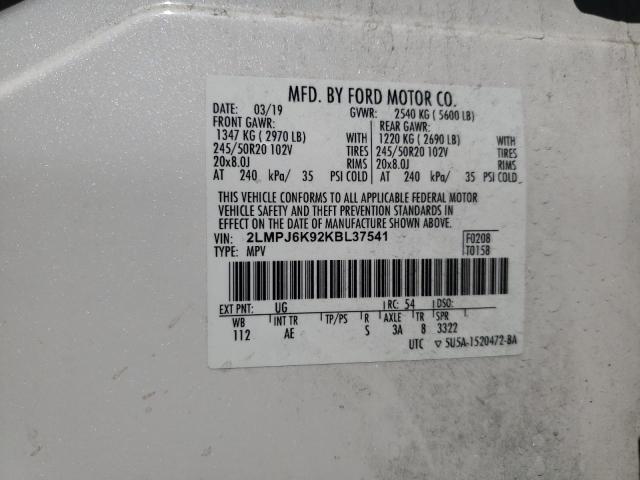 MFD. BY FORD MOTOR CO.
DATE: 03/19 GVWR: 2540 KG ( 5600 LB)
FRONT GAWR: REAR GAWR:
1347 KG ( 2970 LB) WITH 1220 KG ( 2690 LB) WITH
245/50R20 102V TIRES 245/50R20 102V TIRES
20x8.0J RIMS 20x8.0J RIMS
AT 240 kPa/ 35 PSI COLD AT 240 kPa/ 35 PSI COLD
THIS VEHICLE CONFORMS TO ALL APPLICABLE FEDERAL MOTOR
VEHICLE SAFETY AND THEFT PREVENTION STANDARDS IN
EFFECT ON THE DATE OF MANUFACTURE SHOWN ABOVE.
VIN: 2LMPJ6K92KBL37541 F0208
TYPE: MPV T0158
EXT PNT: UG RC: 54 DSO:
WB INT TR TP/PS R AXLE TR SPR
112 AE S 3A 8 3322
UTC ▽ 5U5A-1520472-BA